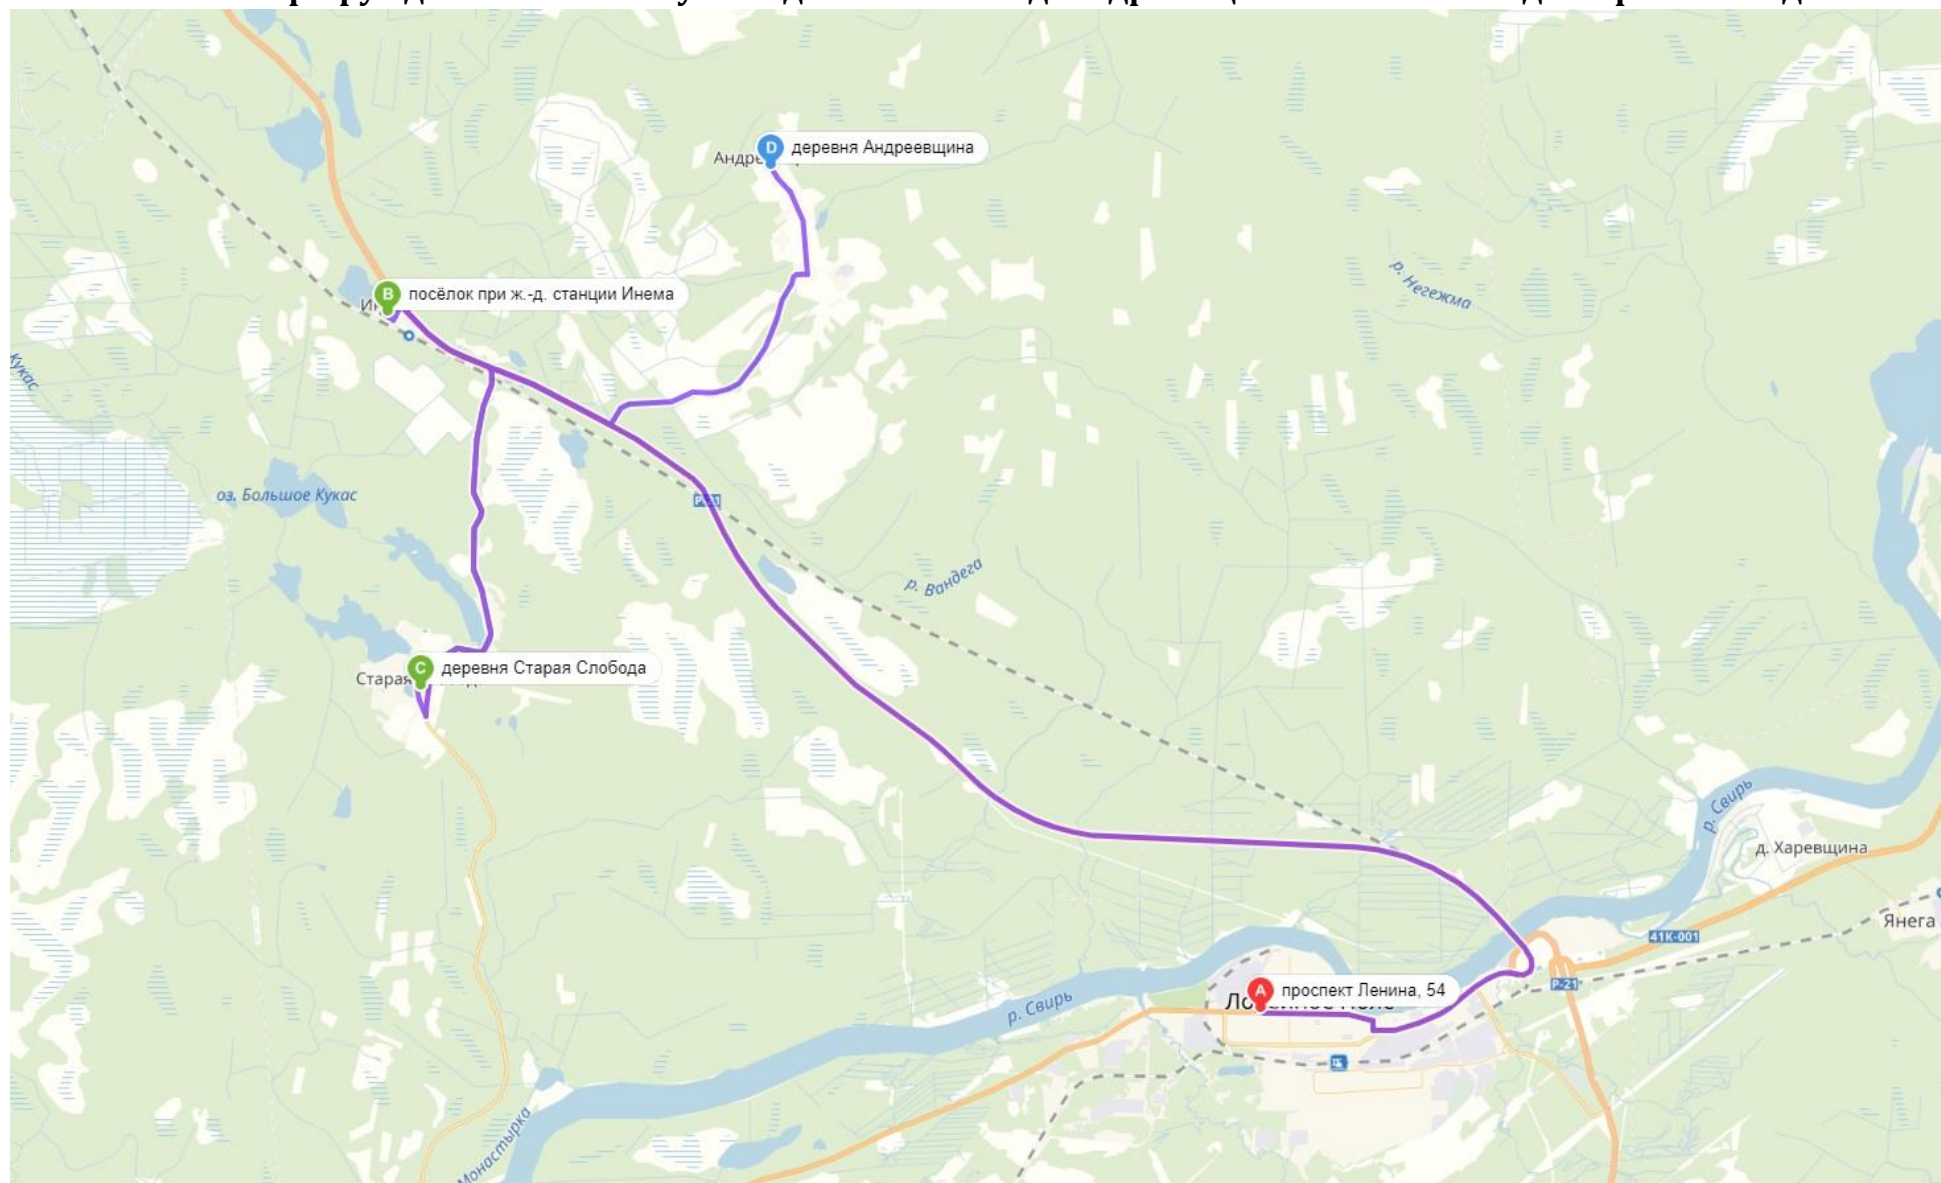 D деревня Андреевщина
B посёлок при ж.-д. станции Инема
р. Негежма
Кукас
Р-21
оз. Большое Кукас
р. Вандега
C деревня Старая Слобода
Старая
р. Свирь
д. Харевщина
Янега
41К-001
Р-21
A проспект Ленина, 54
р. Свирь
Монастырка